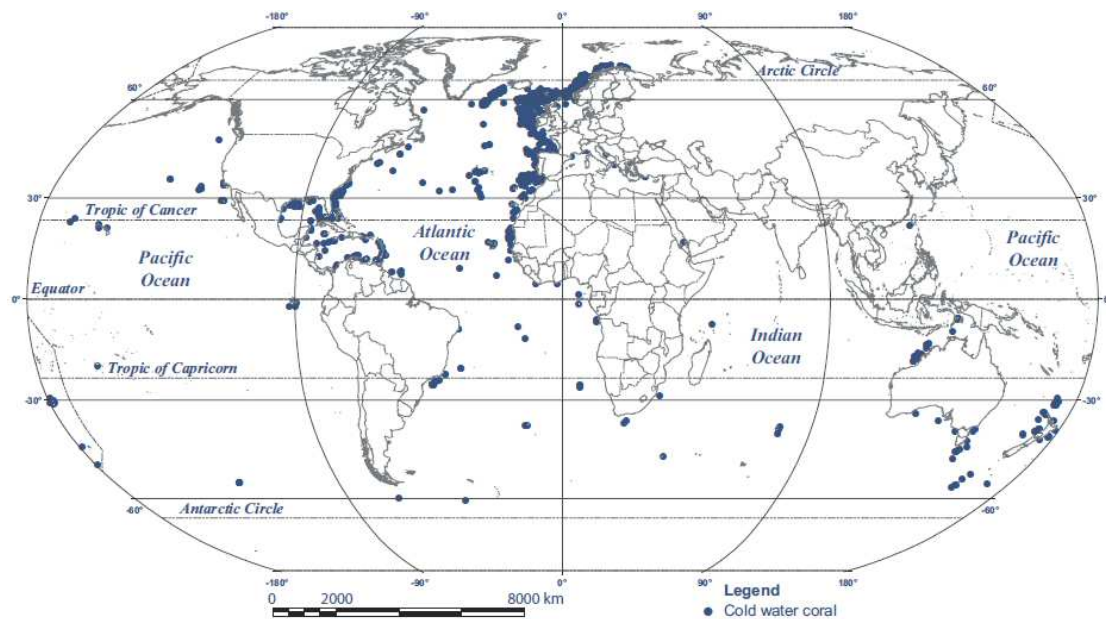 -180° -90° 0° 90° 180°
Arctic Circle
60° 60°
30° 30°
Tropic of Cancer
Atlantic
Ocean
Pacific
Ocean
Pacific
Ocean
Equator
0° 0
Indian
Ocean
Tropic of Capricorn
-30° -30°
Antarctic Circle
-60° -60°
-180° -90° 0° 90° 180°
0 2000 8000 km
Legend
Cold water coral